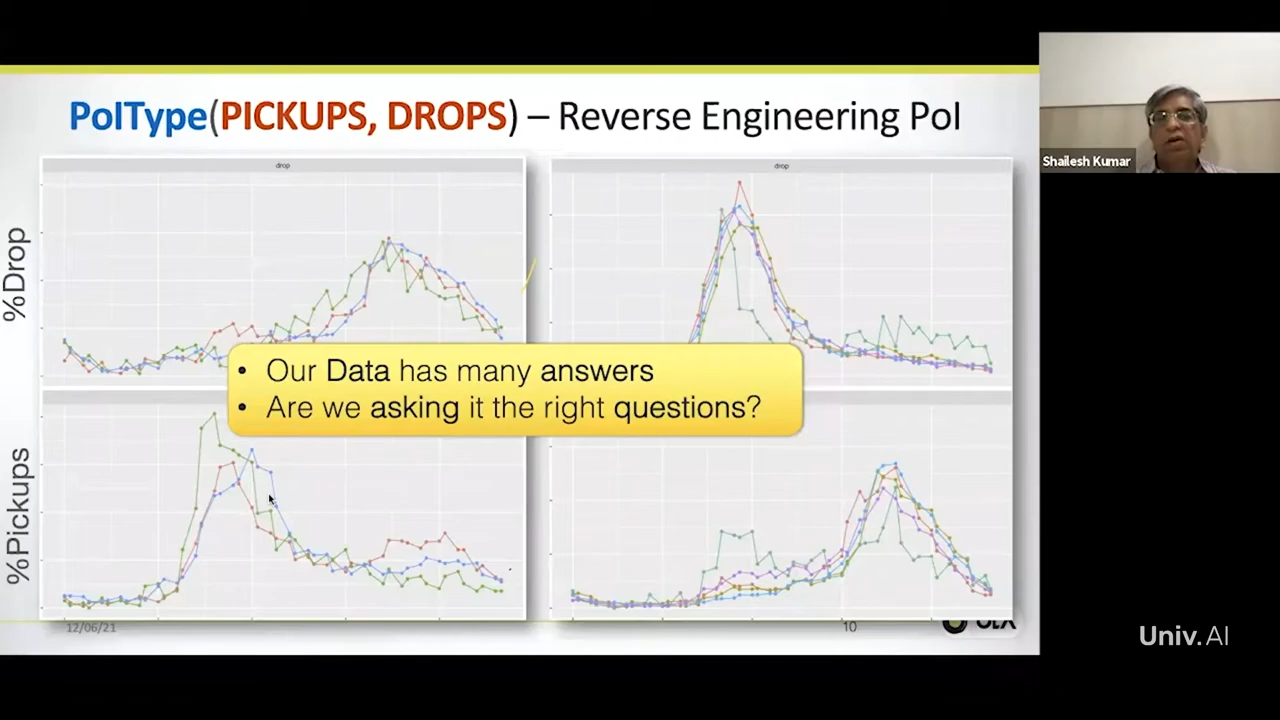 PoIType(PICKUPS, DROPS) – Reverse Engineering PoI
Shailesh Kumar
drop
drop
%Drop
• Our Data has many answers
• Are we asking it the right questions?
%Pickups
12/06/21
10
OLA
Univ.AI